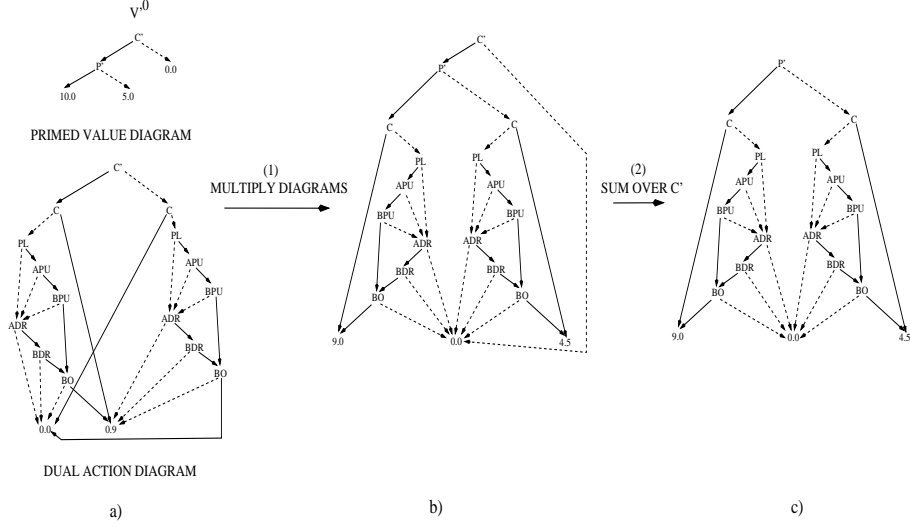 V'⁰
C'
P'
0.0
10.0
5.0
PRIMED VALUE DIAGRAM
C'
C
C
PL
PL
APU
APU
BPU
BPU
ADR
ADR
BDR
BDR
BO
BO
0.0
0.9
DUAL ACTION DIAGRAM
a)
(1)
MULTIPLY DIAGRAMS
C'
P'
C
C
PL
PL
APU
APU
BPU
BPU
ADR
ADR
BDR
BDR
BO
BO
9.0
0.0
4.5
b)
(2)
SUM OVER C'
P'
C
C
PL
PL
APU
APU
BPU
BPU
ADR
ADR
BDR
BDR
BO
BO
9.0
0.0
4.5
c)